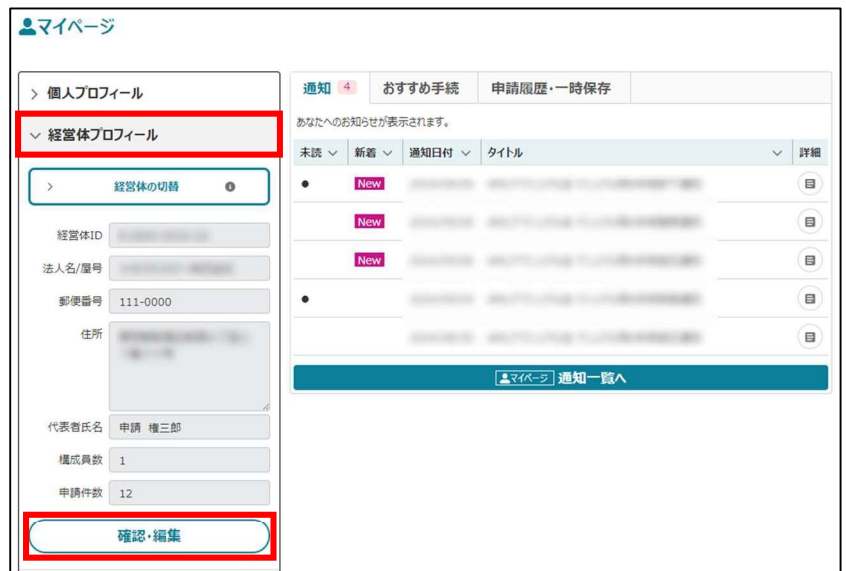 マイページ
個人プロフィール
経営体プロフィール
経営体の切替
経営体ID
法人名/屋号
郵便番号 111-0000
住所
代表者氏名 申請 権三郎
構成員数 1
申請件数 12
確認・編集
通知 4 おすすめ手続 申請履歴・一時保存
あなたへのお知らせが表示されます。
未読 新着 通知日付 タイトル 詳細
New
New
New
マイページ 通知一覧へ